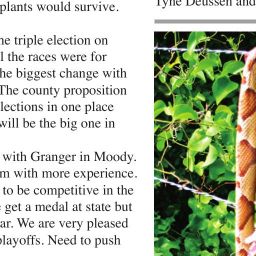 plants would survive.
he triple election on
l the races were for
he biggest change with
The county proposition
lections in one place
will be the big one in
with Granger in Moody.
m with more experience.
to be competitive in the
get a medal at state but
ar. We are very pleased
playoffs. Need to push
Tyne Deussen and